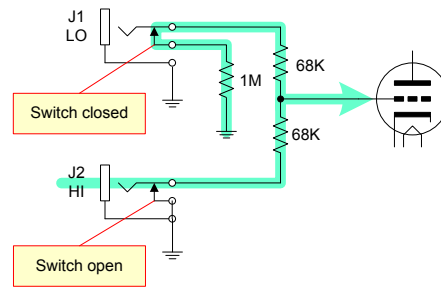 J1
LO
68K
1M
Switch closed
68K
J2
HI
Switch open